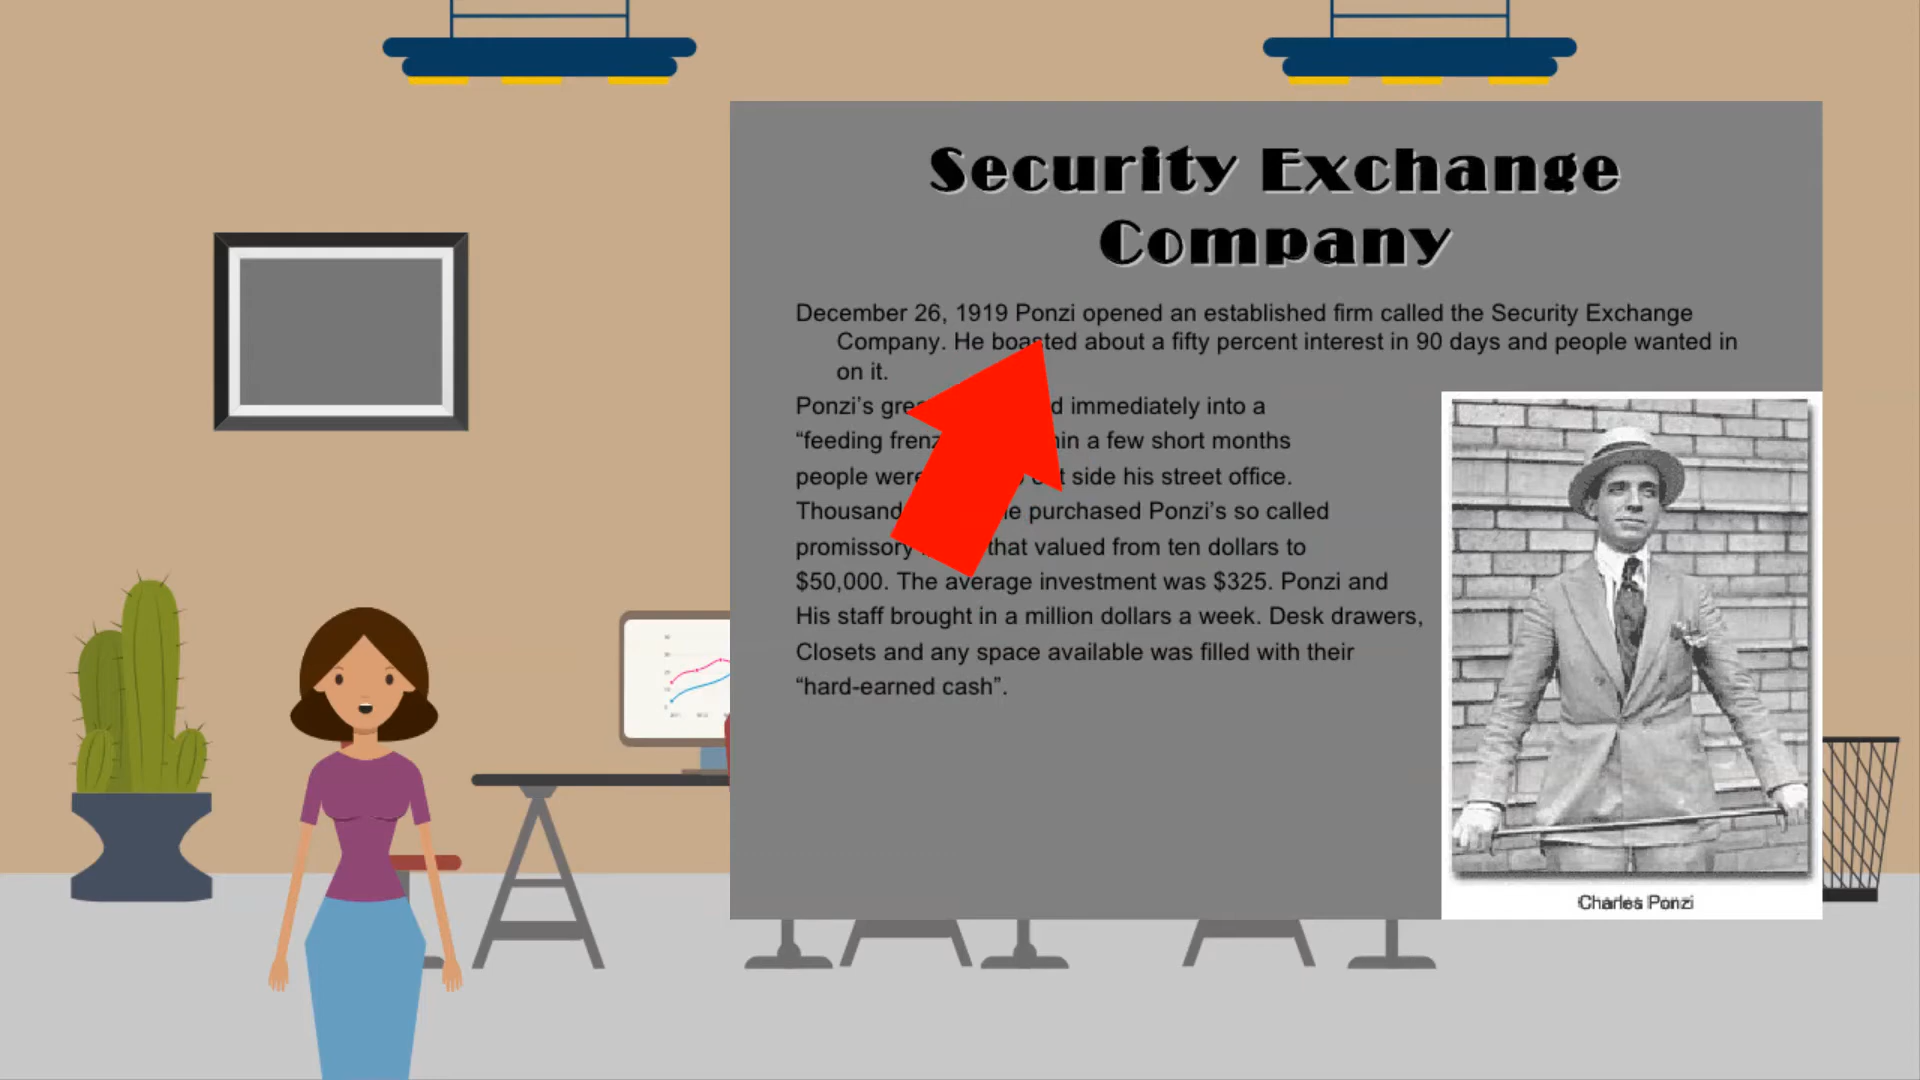 Security Exchange
Company
December 26, 1919 Ponzi opened an established firm called the Security Exchange
Company. He boasted about a fifty percent interest in 90 days and people wanted in
on it.
Ponzi’s immediately into a
“feeding a few short months
people were side his street office.
purchased Ponzi’s so called
promissory that valued from ten dollars to
$50,000. The average investment was $325. Ponzi and
His staff brought in a million dollars a week. Desk drawers,
Closets and any space available was filled with their
“hard-earned cash”.
Charles Ponzi